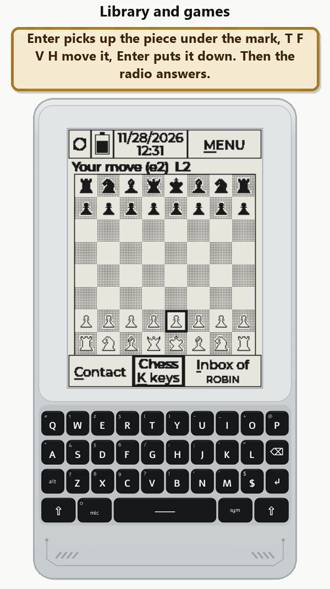 Library and games
Enter picks up the piece under the mark, T F
V H move it, Enter puts it down. Then the
radio answers.
11/28/2026
12:31
MENU
Your move (e2) L2
Contact
Chess
K keys
Inbox of
ROBIN
Q W E R T Y U I O P
A S D F G H J K L
alt Z X C V B N M $
mic
sym